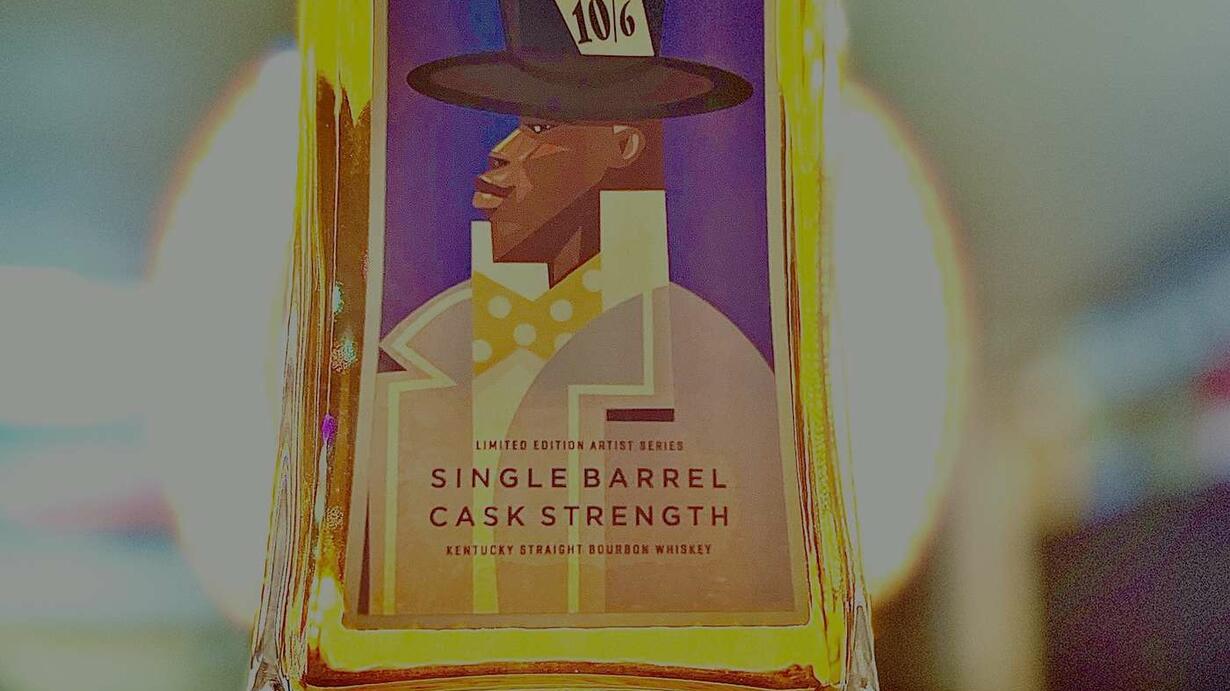 10/6
LIMITED EDITION ARTIST SERIES
SINGLE BARREL
CASK STRENGTH
KENTUCKY STRAIGHT BOURBON WHISKEY